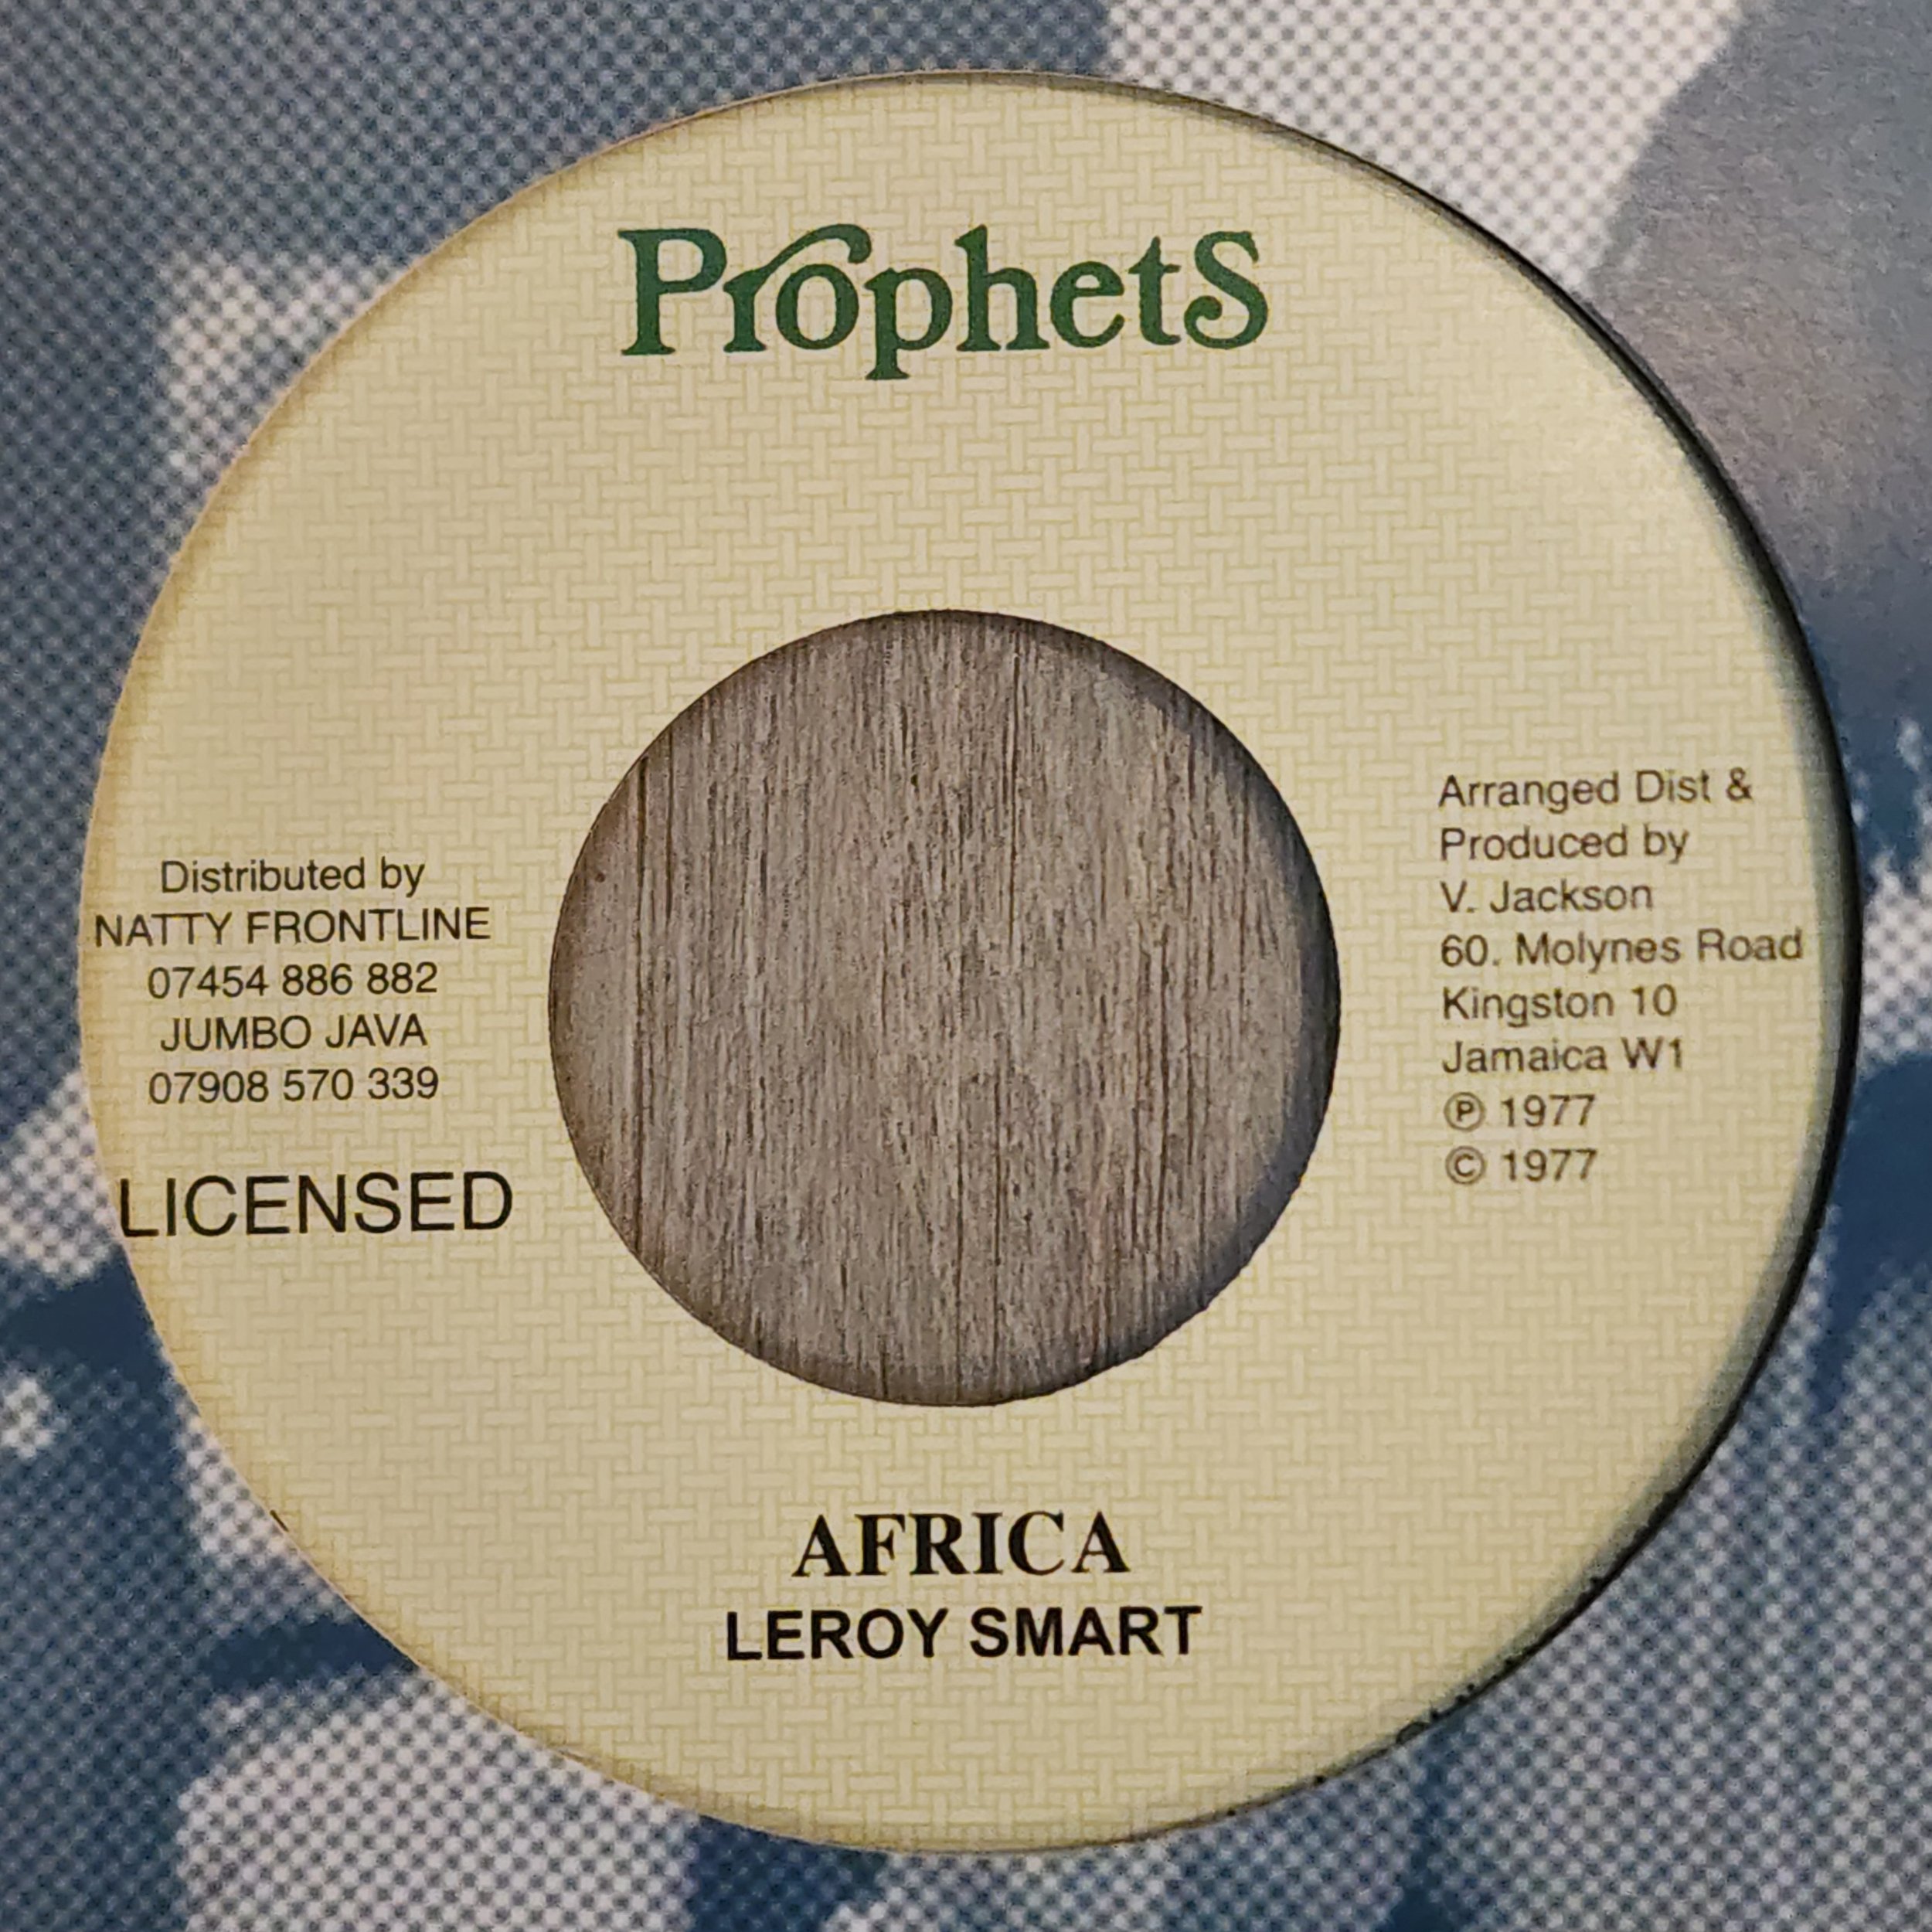 ProphetS
Distributed by
NATTY FRONTLINE
07454 886 882
JUMBO JAVA
07908 570 339
LICENSED
Arranged Dist &
Produced by
V. Jackson
60. Molynes Road
Kingston 10
Jamaica W1
℗ 1977
© 1977
AFRICA
LEROY SMART